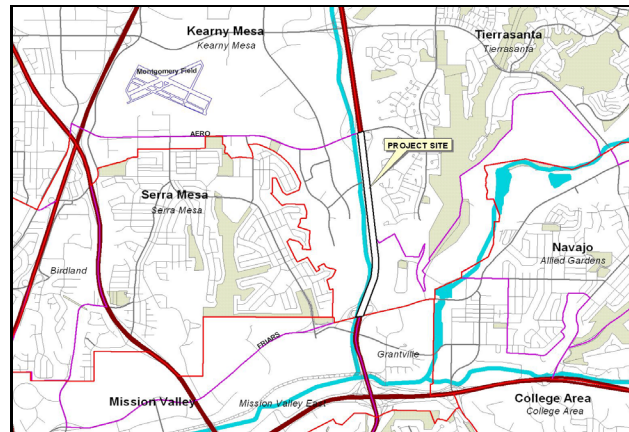 Kearny Mesa
Kearny Mesa
Tierrasanta
Tierrasanta
Montgomery Field
AERO
PROJECT SITE
Serra Mesa
Serra Mesa
Navajo
Allied Gardens
Birdland
FRIARS
Grantville
Mission Valley
Mission Valley East
College Area
College Area